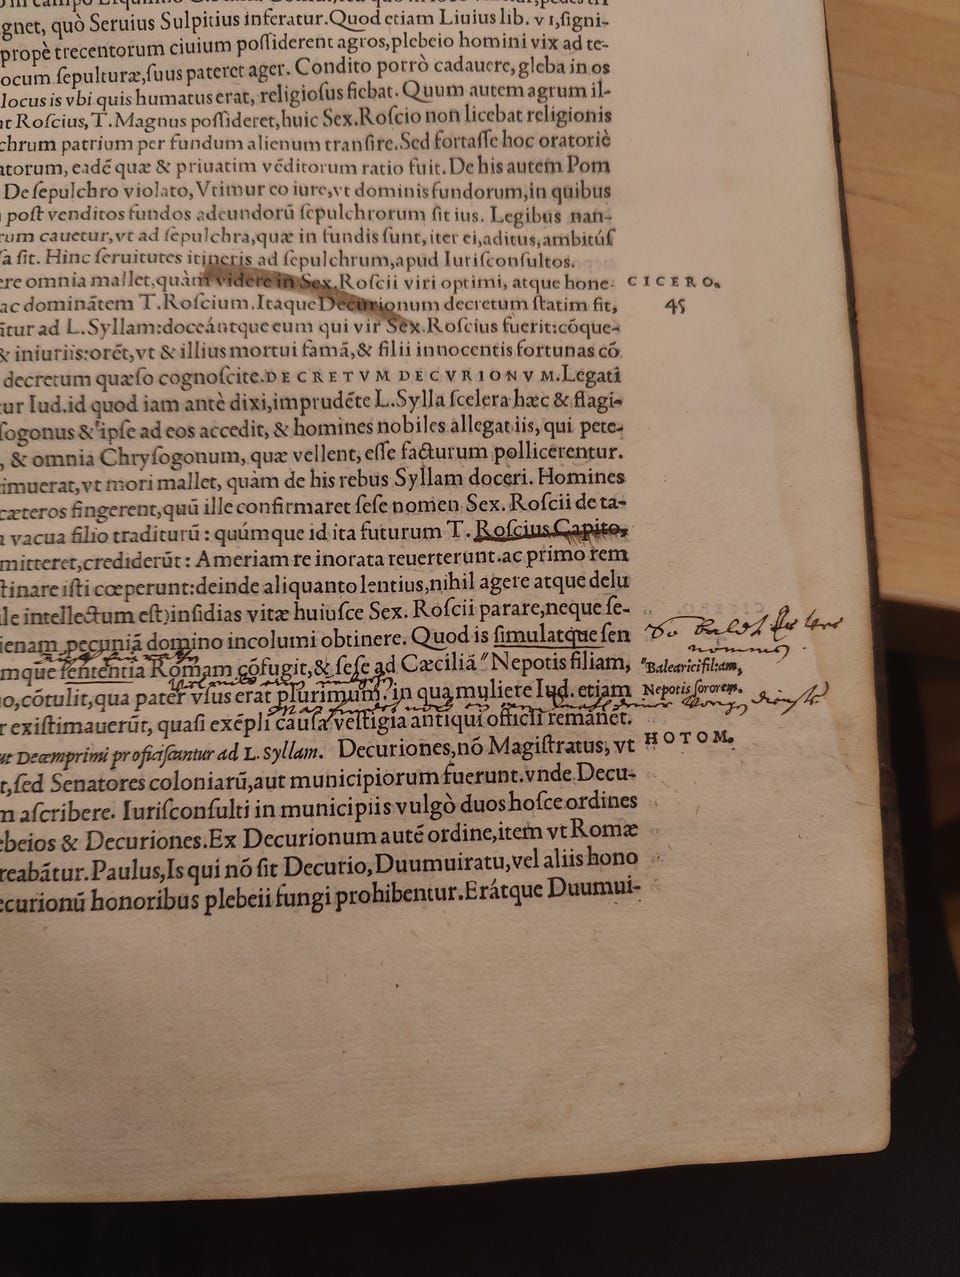 gnet, quò Seruius Sulpitius inferatur. Quod etiam Liuius lib. vı, ſigni-
propè trecentorum ciuium poſſiderent agros, plebeio homini vix ad te-
ocum ſepulturæ, ſuus pateret ager. Condito porrò cadauere, gleba in os
locus is vbi quis humatus erat, religioſus fiebat. Quum autem agrum il-
t Roſcius, T. Magnus poſſideret, huic Sex. Roſcio non licebat religionis
chrum patrium per fundum alienum tranſire. Sed fortaſſe hoc oratoriè
atorum, eadē quæ & priuatim vēditorum ratio fuit. De his autem Pom
De ſepulchro violato, Vtimur eo iure, vt dominis fundorum, in quibus
poſt venditos fundos adeundorū ſepulchrorum ſit ius. Legibus nan-
rum cauetur, vt ad ſepulchra, quæ in fundis ſunt, iter ei, aditus, ambitúſ
ſa ſit. Hinc ſeruitutes itineris ad ſepulchrum, apud Iuriſconſultos.
ere omnia mallet, quàm videre in Sex. Roſcii viri optimi, atque hone- CICERO.
ac dominātem T. Roſcium. Itaque Decurionum decretum ſtatim fit, 45
ātur ad L. Syllam: doceántque eum qui vir Sex. Roſcius fuerit: cōque-
& iniuriis: orēt, vt & illius mortui famā, & filii innocentis fortunas cō
decretum quæſo cognoſcite. DECRETVM DECVRIONVM. Legati
ur Iud. id quod iam antè dixi, imprudēte L. Sylla ſcelera hæc & flagi-
ſogonus & ipſe ad eos accedit, & homines nobiles allegat iis, qui pete-
, & omnia Chryſogonum, quæ vellent, eſſe facturum pollicerentur.
imuerat, vt mori mallet, quàm de his rebus Syllam doceri. Homines
cæteros fingerent, quū ille confirmaret ſeſe nomen Sex. Roſcii de ta-
a vacua filio traditurū: quúmque id ita futurum T. Roſcius Capito,
mitteret, crediderūt: Ameriam re inorata reuerterunt. ac primo rem
tinare iſti cœperunt: deinde aliquanto lentius, nihil agere atque delu
le intellectum eſt) inſidias vitæ huiuſce Sex. Roſcii parare, neque ſe-
ienam pecuniā domino incolumi obtinere. Quod is ſimulatque ſen
mque ſententia Romam cōfugit, & ſeſe ad Cæciliā" Nepotis filiam, "Balearici filiam,
o, cōtulit, qua pater vſus erat plurimum? in qua muliere Iud. etiam Nepotis ſororem.
r exiſtimauerūt, quaſi exēpli cauſa veſtigia antiqui officii remanet.
ut Decemprimi proficiſcantur ad L. Syllam. Decuriones, nō Magiſtratus, vt HOTOM.
t, ſed Senatores coloniarū, aut municipiorum fuerunt. vnde Decu-
m aſcribere. Iuriſconſulti in municipiis vulgò duos hoſce ordines
ebeios & Decuriones. Ex Decurionum autē ordine, item vt Romæ
reabātur. Paulus, Is qui nō ſit Decurio, Duumuiratu, vel aliis hono
ecurionū honoribus plebeii fungi prohibentur. Erátque Duumui-